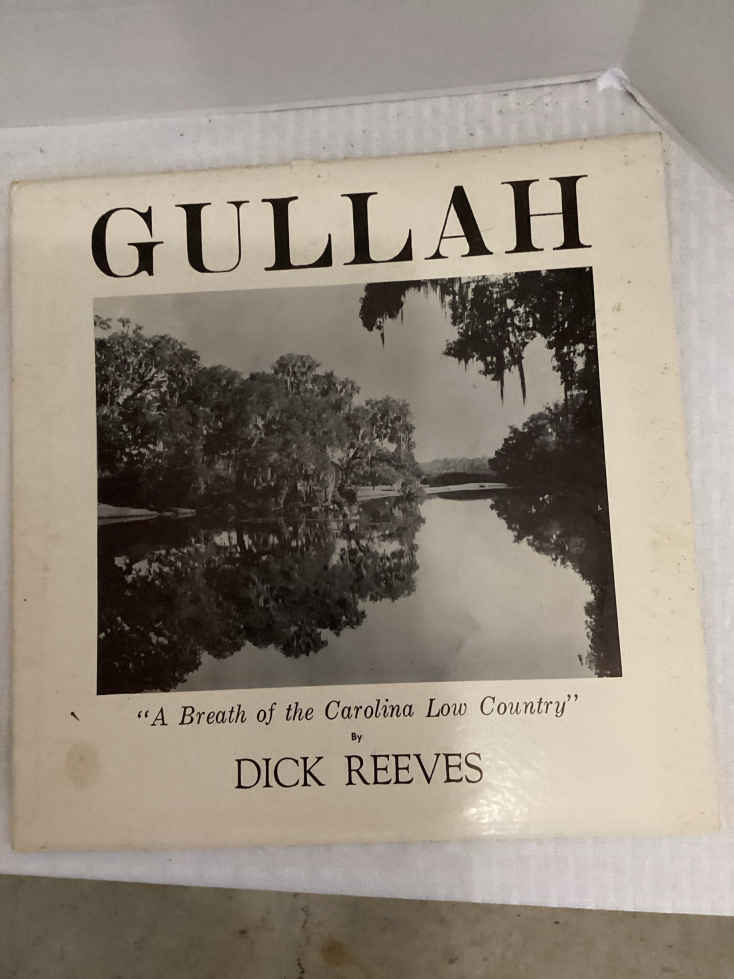 GULLAH
“A Breath of the Carolina Low Country”
By
DICK REEVES